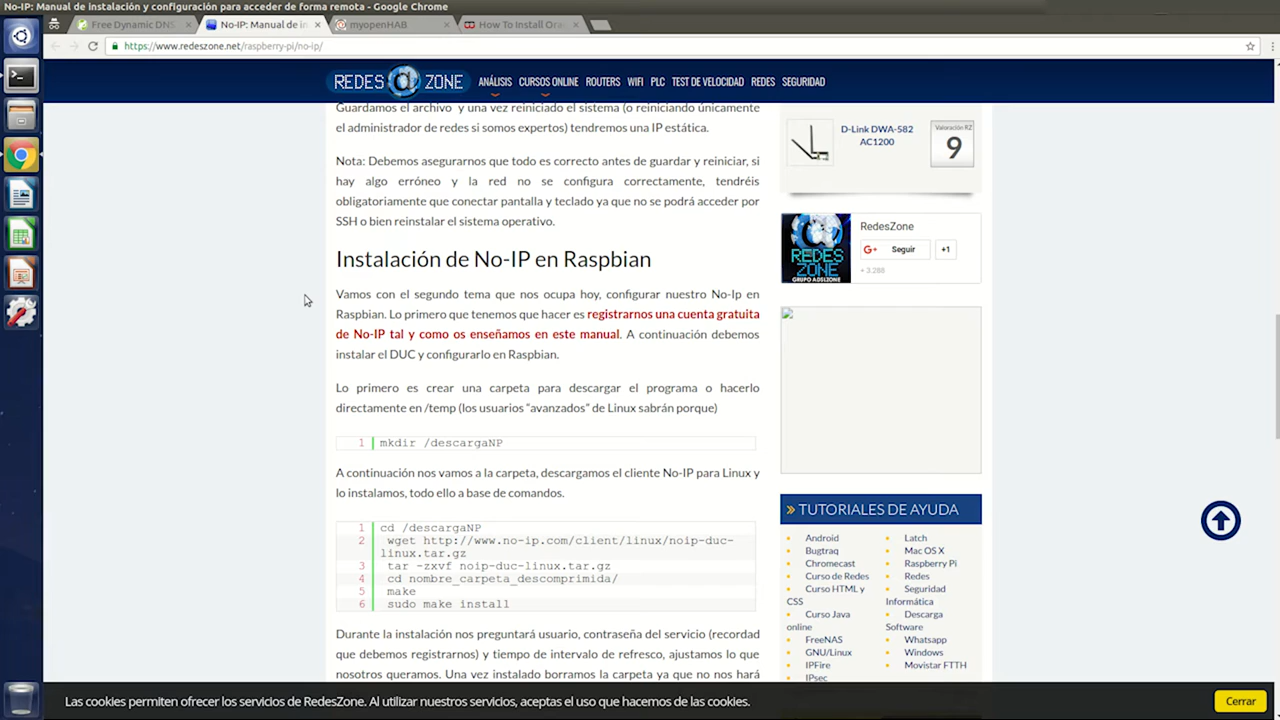 No-IP: Manual de instalación y configuración para acceder de forma remota - Google Chrome
Free Dynamic DNS
No-IP: Manual de in
myopenHAB
How To Install Ora
https://www.redeszone.net/raspberry-pi/no-ip/
REDES ZONE
ANÁLISIS CURSOS ONLINE ROUTERS WIFI PLC TEST DE VELOCIDAD REDES SEGURIDAD
Guardamos el archivo y una vez reiniciado el sistema (o reiniciando únicamente
el administrador de redes si somos expertos) tendremos una IP estática.
Nota: Debemos asegurarnos que todo es correcto antes de guardar y reiniciar, si
hay algo erróneo y la red no se configura correctamente, tendréis
obligatoriamente que conectar pantalla y teclado ya que no se podrá acceder por
SSH o bien reinstalar el sistema operativo.
Instalación de No-IP en Raspbian
Vamos con el segundo tema que nos ocupa hoy, configurar nuestro No-Ip en
Raspbian. Lo primero que tenemos que hacer es registrarnos una cuenta gratuita
de No-IP tal y como os enseñamos en este manual. A continuación debemos
instalar el DUC y configurarlo en Raspbian.
Lo primero es crear una carpeta para descargar el programa o hacerlo
directamente en /temp (los usuarios “avanzados” de Linux sabrán porque)
1 mkdir /descargaNP
A continuación nos vamos a la carpeta, descargamos el cliente No-IP para Linux y
lo instalamos, todo ello a base de comandos.
1 cd /descargaNP
2 wget http://www.no-ip.com/client/linux/noip-duc-
linux.tar.gz
3 tar -zxvf noip-duc-linux.tar.gz
4 cd nombre_carpeta_descomprimida/
5 make
6 sudo make install
Durante la instalación nos preguntará usuario, contraseña del servicio (recordad
que debemos registrarnos) y tiempo de intervalo de refresco, ajustamos lo que
nosotros queramos. Una vez instalado borramos la carpeta ya que no nos hará
D-Link DWA-582
AC1200
Valoración RZ
9
REDES
ZONE
GRUPO ADSLZONE
RedesZone
G+ Seguir
+1
+ 3.288
» TUTORIALES DE AYUDA
Android
Bugtraq
Chromecast
Curso de Redes
Curso HTML y
CSS
Curso Java
online
FreeNAS
GNU/Linux
IPFire
IPsec
Latch
Mac OS X
Raspberry Pi
Redes
Seguridad
Informática
Descarga
Software
Whatsapp
Windows
Movistar FTTH
Las cookies permiten ofrecer los servicios de RedesZone. Al utilizar nuestros servicios, aceptas el uso que hacemos de las cookies.
Cerrar